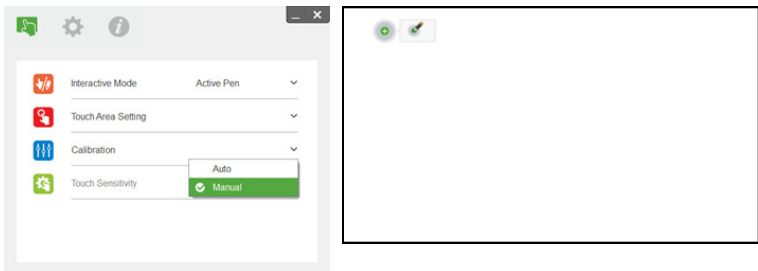 Interactive Mode Active Pen
Touch Area Setting
Calibration
Auto
Touch Sensitivity
Manual